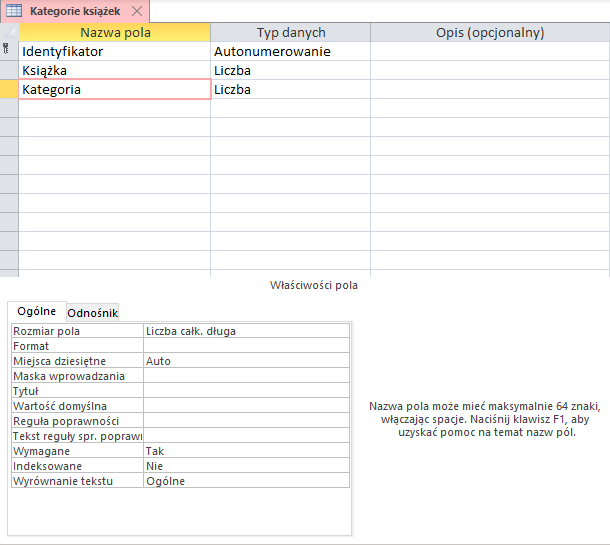 Kategorie książek
Nazwa pola Typ danych Opis (opcjonalny)
Identyfikator Autonumerowanie
Książka Liczba
Kategoria Liczba
Właściwości pola
Ogólne Odnośnik
Rozmiar pola Liczba całk. długa
Format
Miejsca dziesiętne Auto
Maska wprowadzania
Tytuł
Wartość domyślna
Reguła poprawności
Tekst reguły spr. poprawn
Wymagane Tak
Indeksowane Nie
Wyrównanie tekstu Ogólne
Nazwa pola może mieć maksymalnie 64 znaki,
włączając spacje. Naciśnij klawisz F1, aby
uzyskać pomoc na temat nazw pól.